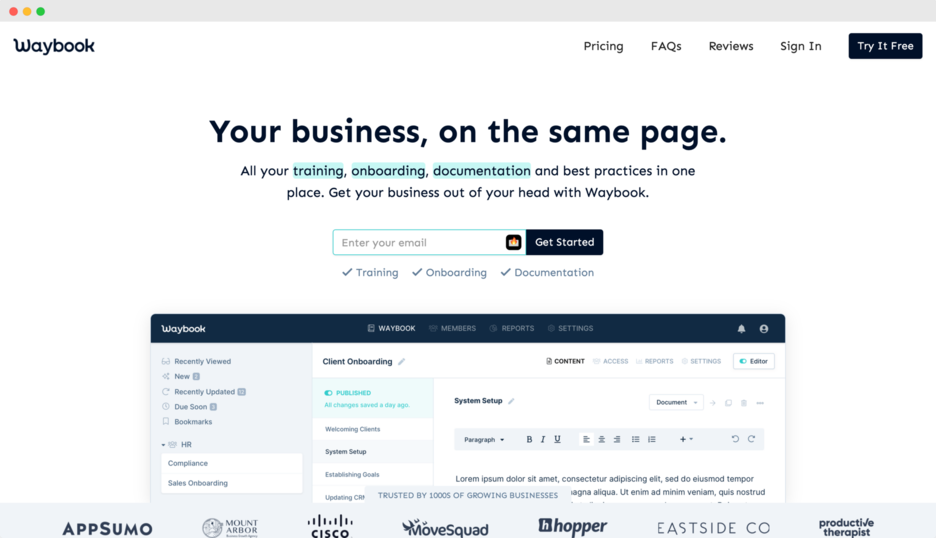 Waybook
Pricing
FAQs
Reviews
Sign In
Try It Free
Your business, on the same page.
All your training, onboarding, documentation and best practices in one
place. Get your business out of your head with Waybook.
Enter your email
Get Started
Training
Onboarding
Documentation
Waybook
WAYBOOK
MEMBERS
REPORTS
SETTINGS
Recently Viewed
New 2
Recently Updated 12
Due Soon 3
Bookmarks
HR
Compliance
Sales Onboarding
Client Onboarding
CONTENT
ACCESS
REPORTS
SETTINGS
Editor
PUBLISHED
All changes saved a day ago.
Welcoming Clients
System Setup
Establishing Goals
Updating CRM
System Setup
Document
Paragraph
B I U
Lorem ipsum dolor sit amet, consectetur adipiscing elit, sed do eiusmod tempor
magna aliqua. Ut enim ad minim veniam, quis nostrud
TRUSTED BY 1000S OF GROWING BUSINESSES
APPSUMO
MOUNT
ARBOR
CISCO
MoveSquad
hopper
EASTSIDE CO
productive
therapist